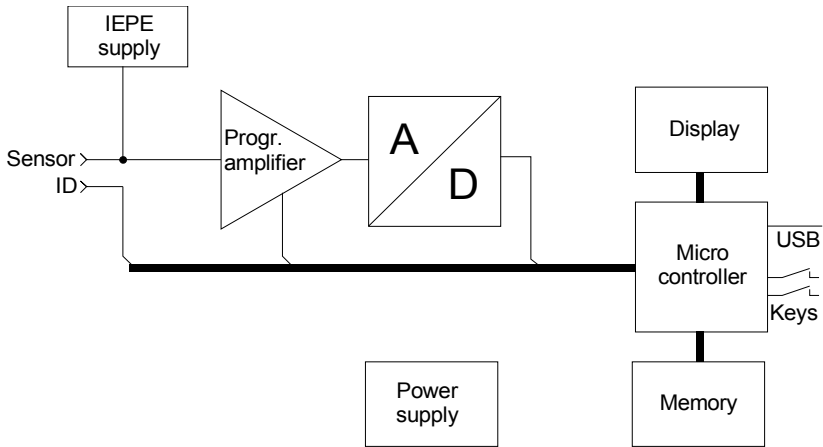 IEPE
supply
Progr.
amplifier
A
D
Display
Sensor
ID
Micro
controller
USB
Keys
Power
supply
Memory